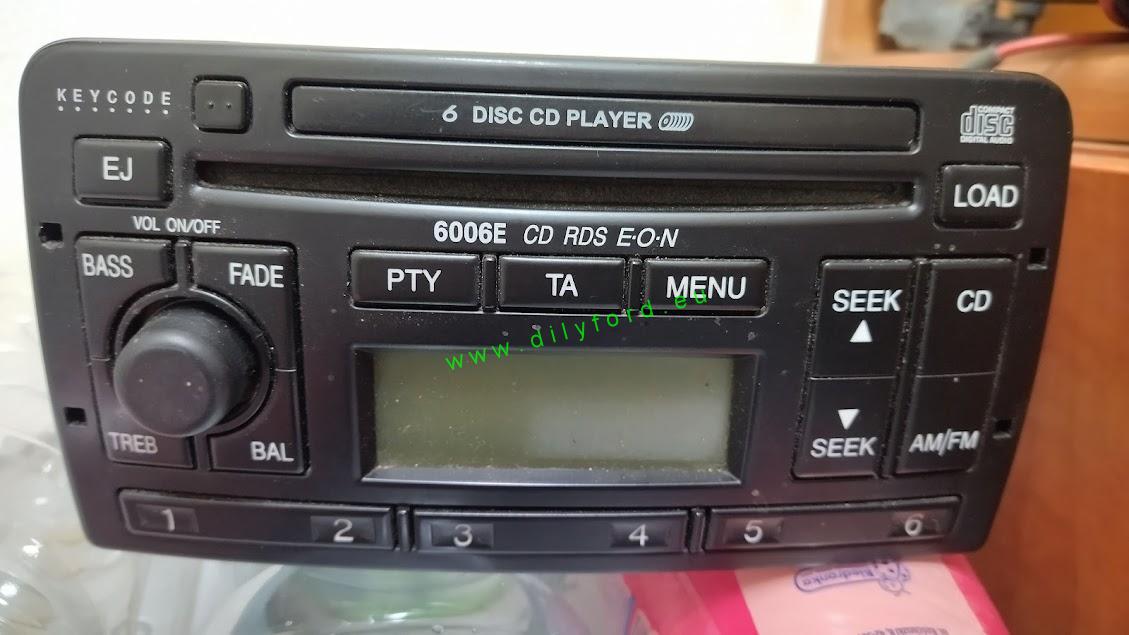 KEYCODE
6 DISC CD PLAYER
COMPACT
disc
DIGITAL AUDIO
EJ
LOAD
VOL ON/OFF
6006E CD RDS E·O·N
BASS
FADE
PTY
TA
MENU
SEEK
CD
www.dilyford.eu
TREB
BAL
SEEK
AM/FM
1
2
3
4
5
6